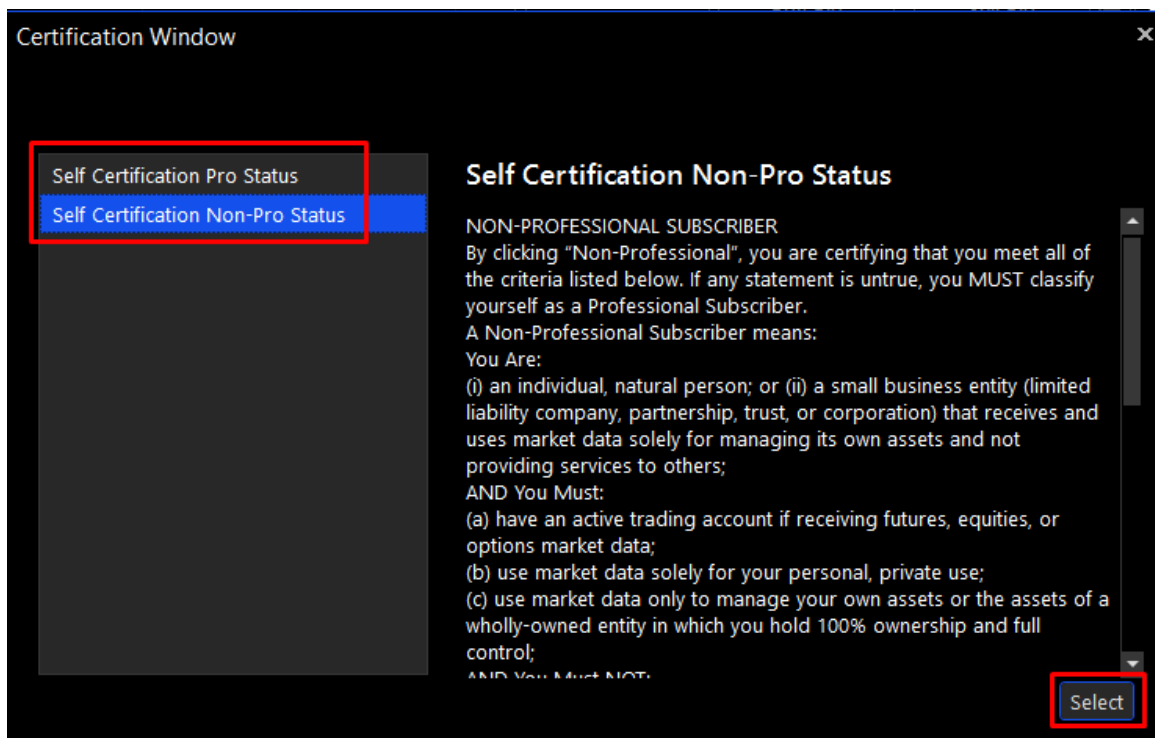 Certification Window
Self Certification Pro Status
Self Certification Non-Pro Status
Self Certification Non-Pro Status
NON-PROFESSIONAL SUBSCRIBER
By clicking “Non-Professional”, you are certifying that you meet all of
the criteria listed below. If any statement is untrue, you MUST classify
yourself as a Professional Subscriber.
A Non-Professional Subscriber means:
You Are:
(i) an individual, natural person; or (ii) a small business entity (limited
liability company, partnership, trust, or corporation) that receives and
uses market data solely for managing its own assets and not
providing services to others;
AND You Must:
(a) have an active trading account if receiving futures, equities, or
options market data;
(b) use market data solely for your personal, private use;
(c) use market data only to manage your own assets or the assets of a
wholly-owned entity in which you hold 100% ownership and full
control;
AND You Must NOT:
Select